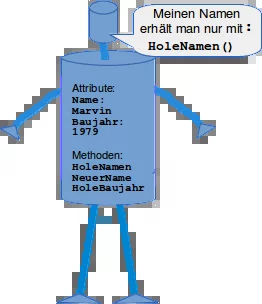 Meinen Namen
erhält man nur mit:
HoleNamen()
Attribute:
Name:
Marvin
Baujahr:
1979
Methoden:
HoleNamen
NeuerName
HoleBaujahr